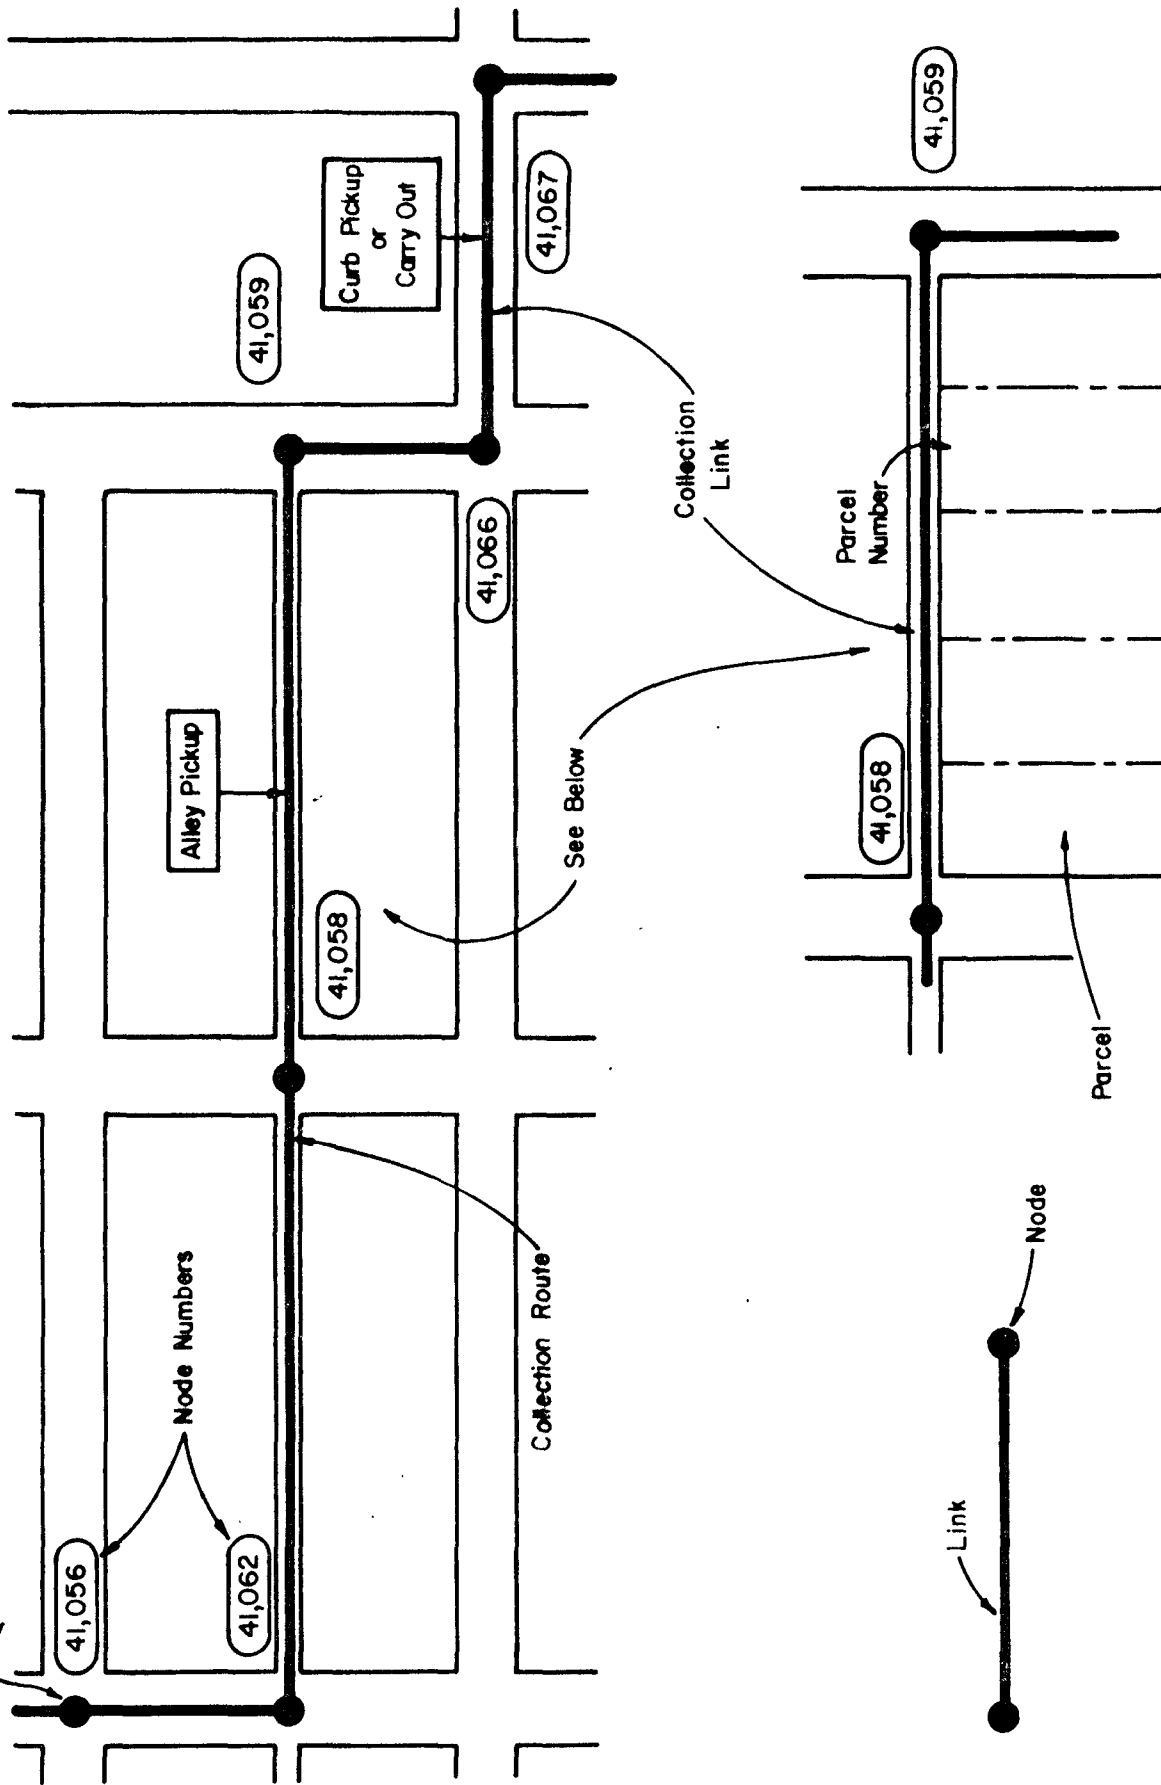 41,056
Node Numbers
41,062
Alley Pickup
41,058
41,059
Curb Pickup
or
Carry Out
41,066
41,067
Collection Route
See Below
Collection
Link
Link
Node
41,058
41,059
Parcel
Number
Parcel